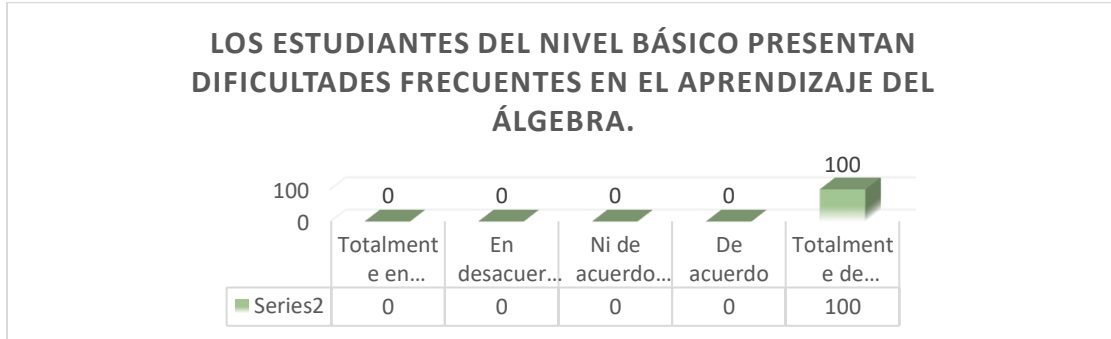 LOS ESTUDIANTES DEL NIVEL BÁSICO PRESENTAN
DIFICULTADES FRECUENTES EN EL APRENDIZAJE DEL
ÁLGEBRA.
100
100 0 0 0 0
0
Totalment En Ni de De Totalment
e en… desacuer… acuerdo… acuerdo e de…
Series2 0 0 0 0 100